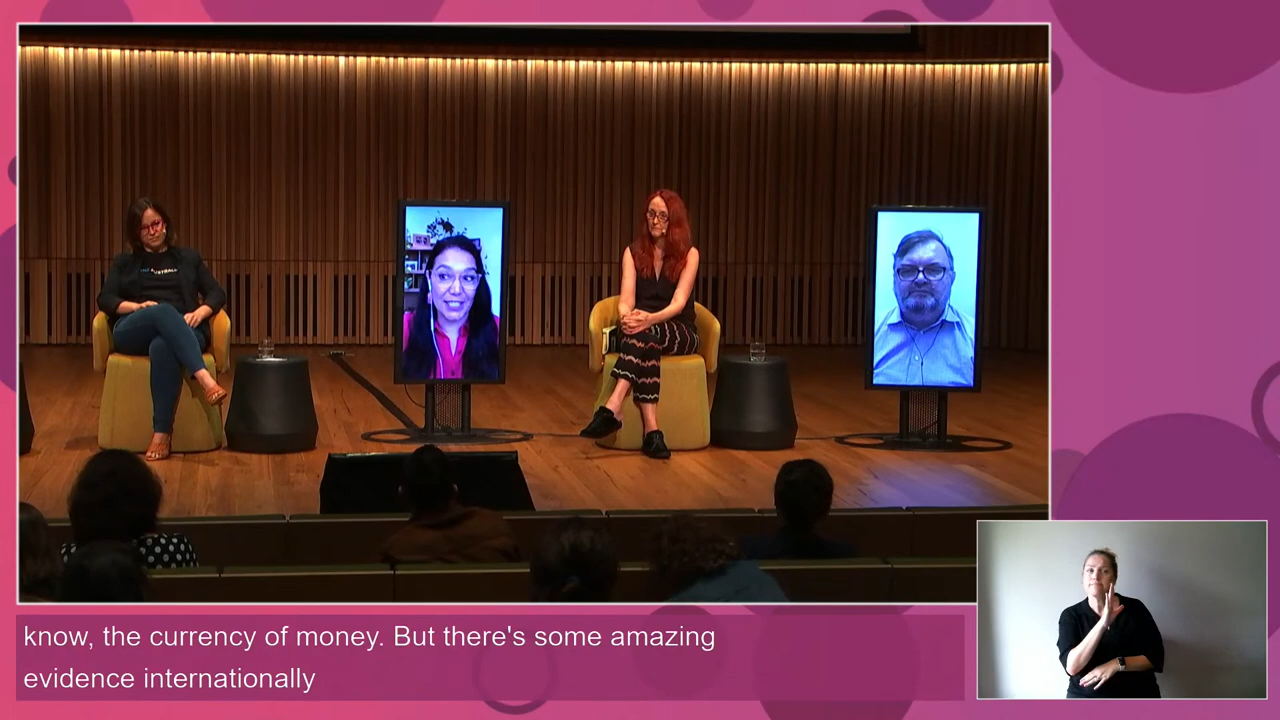 know, the currency of money. But there's some amazing
evidence internationally